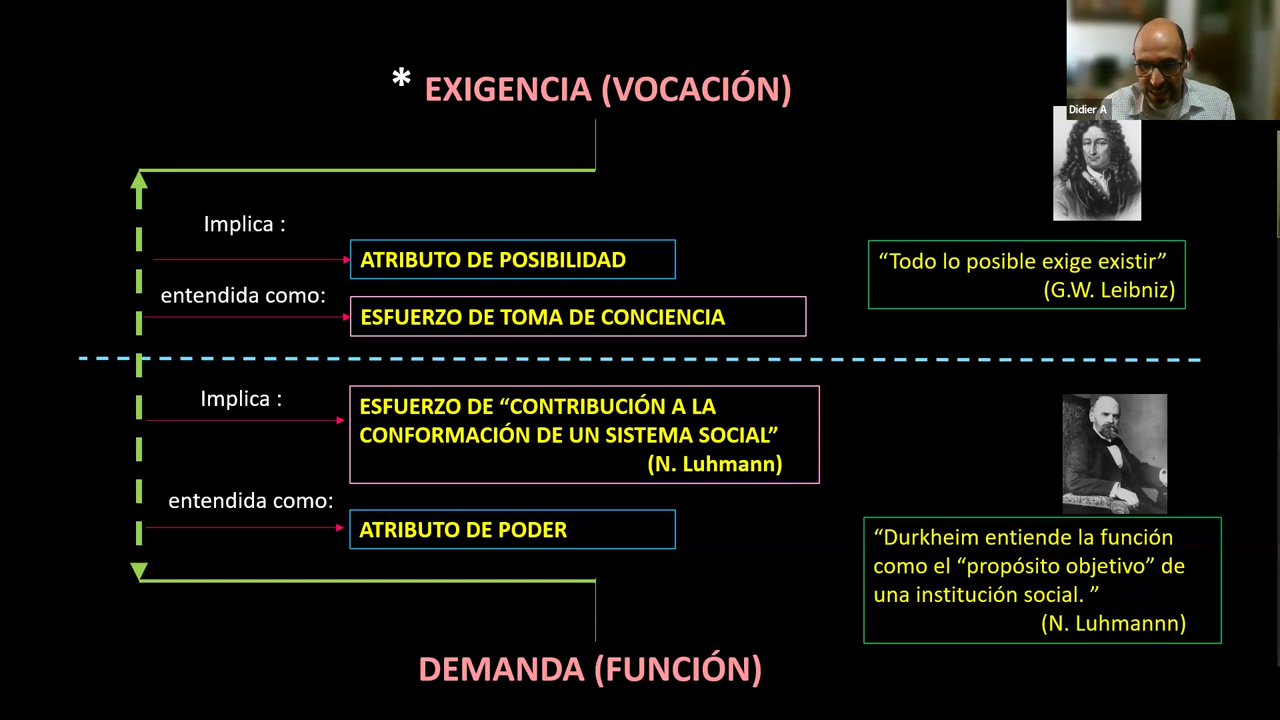 * EXIGENCIA (VOCACIÓN)
Didier A
Implica :
ATRIBUTO DE POSIBILIDAD
“Todo lo posible exige existir”
(G.W. Leibniz)
entendida como:
ESFUERZO DE TOMA DE CONCIENCIA
Implica :
ESFUERZO DE “CONTRIBUCIÓN A LA
CONFORMACIÓN DE UN SISTEMA SOCIAL”
(N. Luhmann)
entendida como:
ATRIBUTO DE PODER
“Durkheim entiende la función
como el “propósito objetivo” de
una institución social. ”
(N. Luhmannn)
DEMANDA (FUNCIÓN)